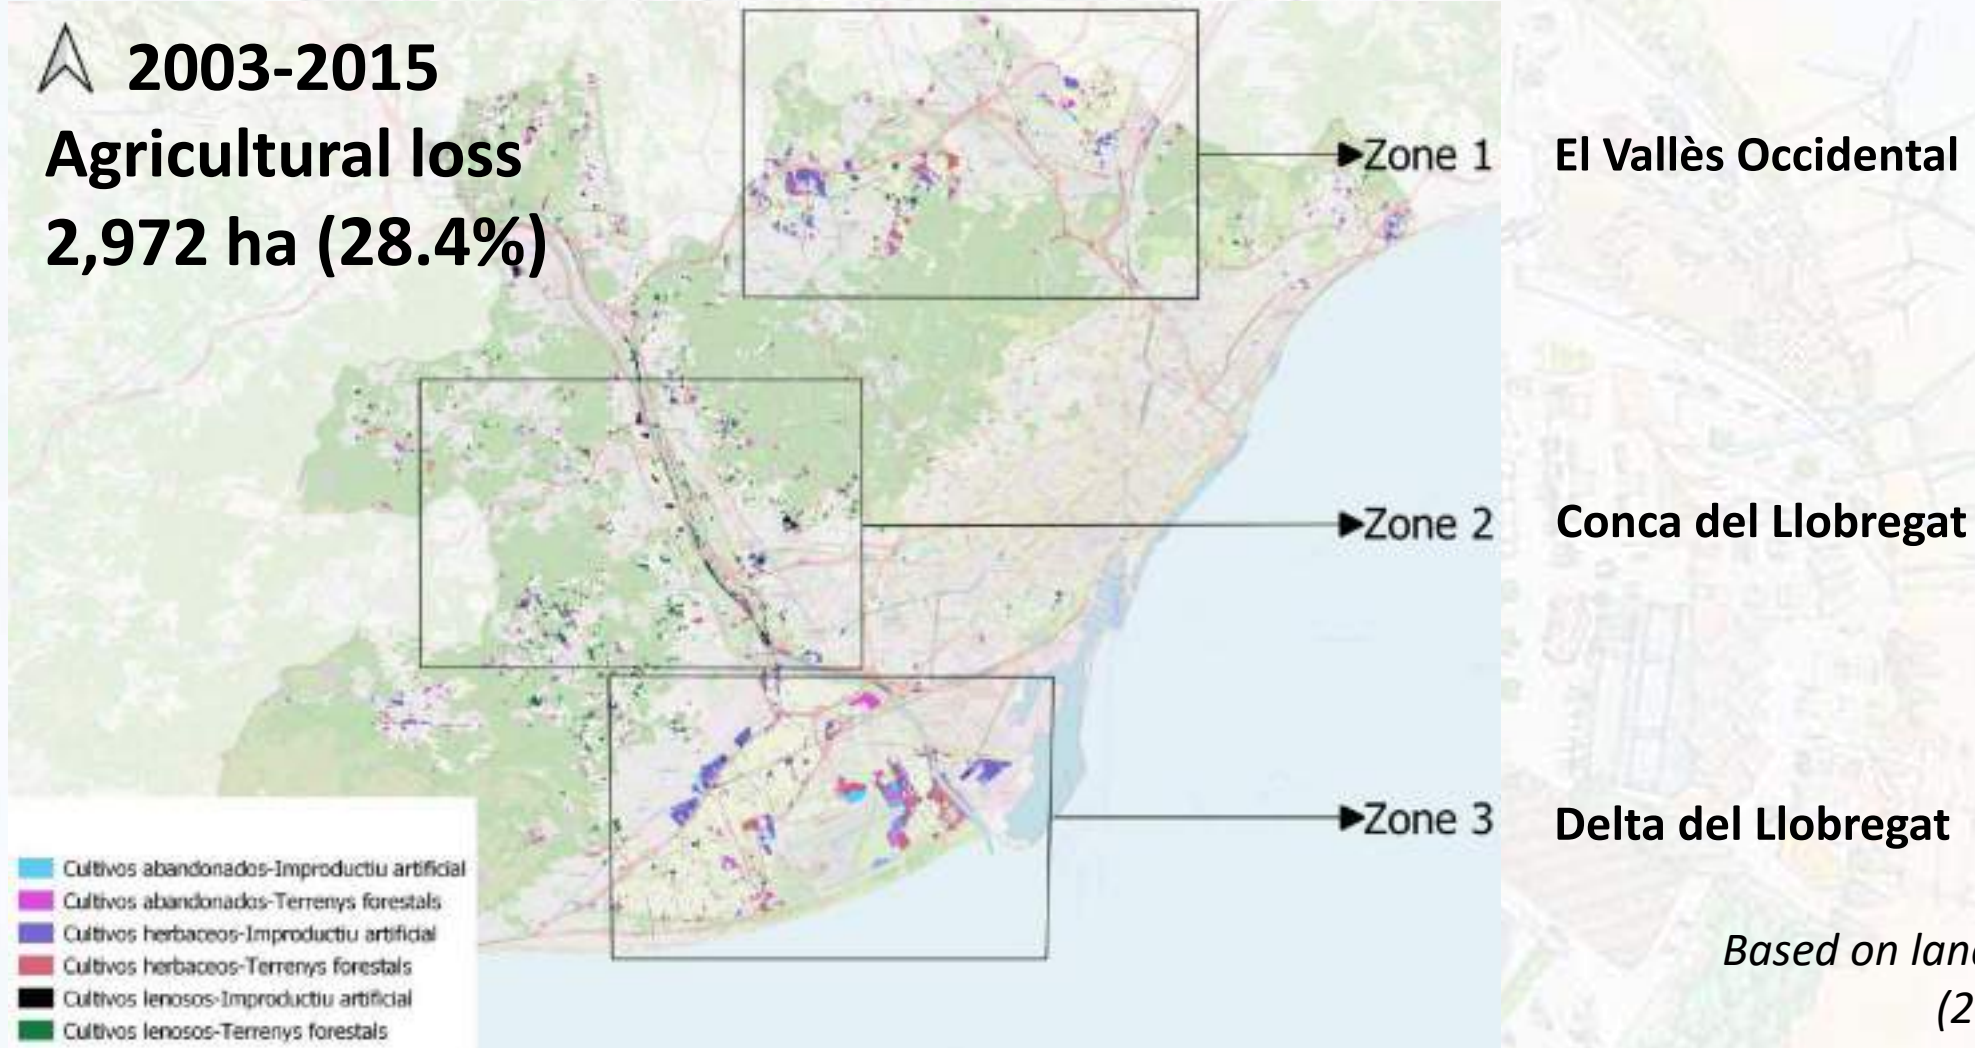 2003-2015
Agricultural loss
2,972 ha (28.4%)
Zone 1
El Vallès Occidental
Zone 2
Conca del Llobregat
Zone 3
Delta del Llobregat
Cultivos abandonados-Improductiu artificial
Cultivos abandonados-Terrenys forestals
Cultivos herbaceos-Improductiu artificial
Cultivos herbaceos-Terrenys forestals
Cultivos lenosos-Improductiu artificial
Cultivos lenosos-Terrenys forestals
Based on
(2